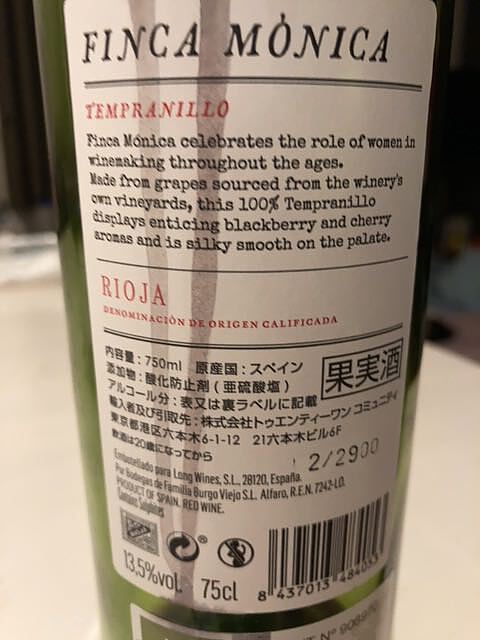 FINCA MÒNICA
TEMPRANILLO
Finca Mónica celebrates the role of women in
winemaking throughout the ages.
Made from grapes sourced from the winery's
own vineyards, this 100% Tempranillo
displays enticing blackberry and cherry
aromas and is silky smooth on the palate.
RIOJA
DENOMINACIÓN DE ORIGEN CALIFICADA
内容量：750ml 原産国：スペイン
添加物：酸化防止剤（亜硫酸塩）
果実酒
アルコール分：表又は裏ラベルに記載
輸入者及び引取先：株式会社トゥエンティーワン コミュニティ
東京都港区六本木6-1-12 21六本木ビル6F
飲酒は20歳になってから
2/2900
Embotellado para Long Wines, S.L., 28120, España.
Por Bodegas de Familia Burgo Viejo S.L. Alfaro, R.E.N. 7242-LO.
PRODUCT OF SPAIN. RED WINE.
Contains Sulphites
13,5%vol. 75cl
8 437013 484053
Nº